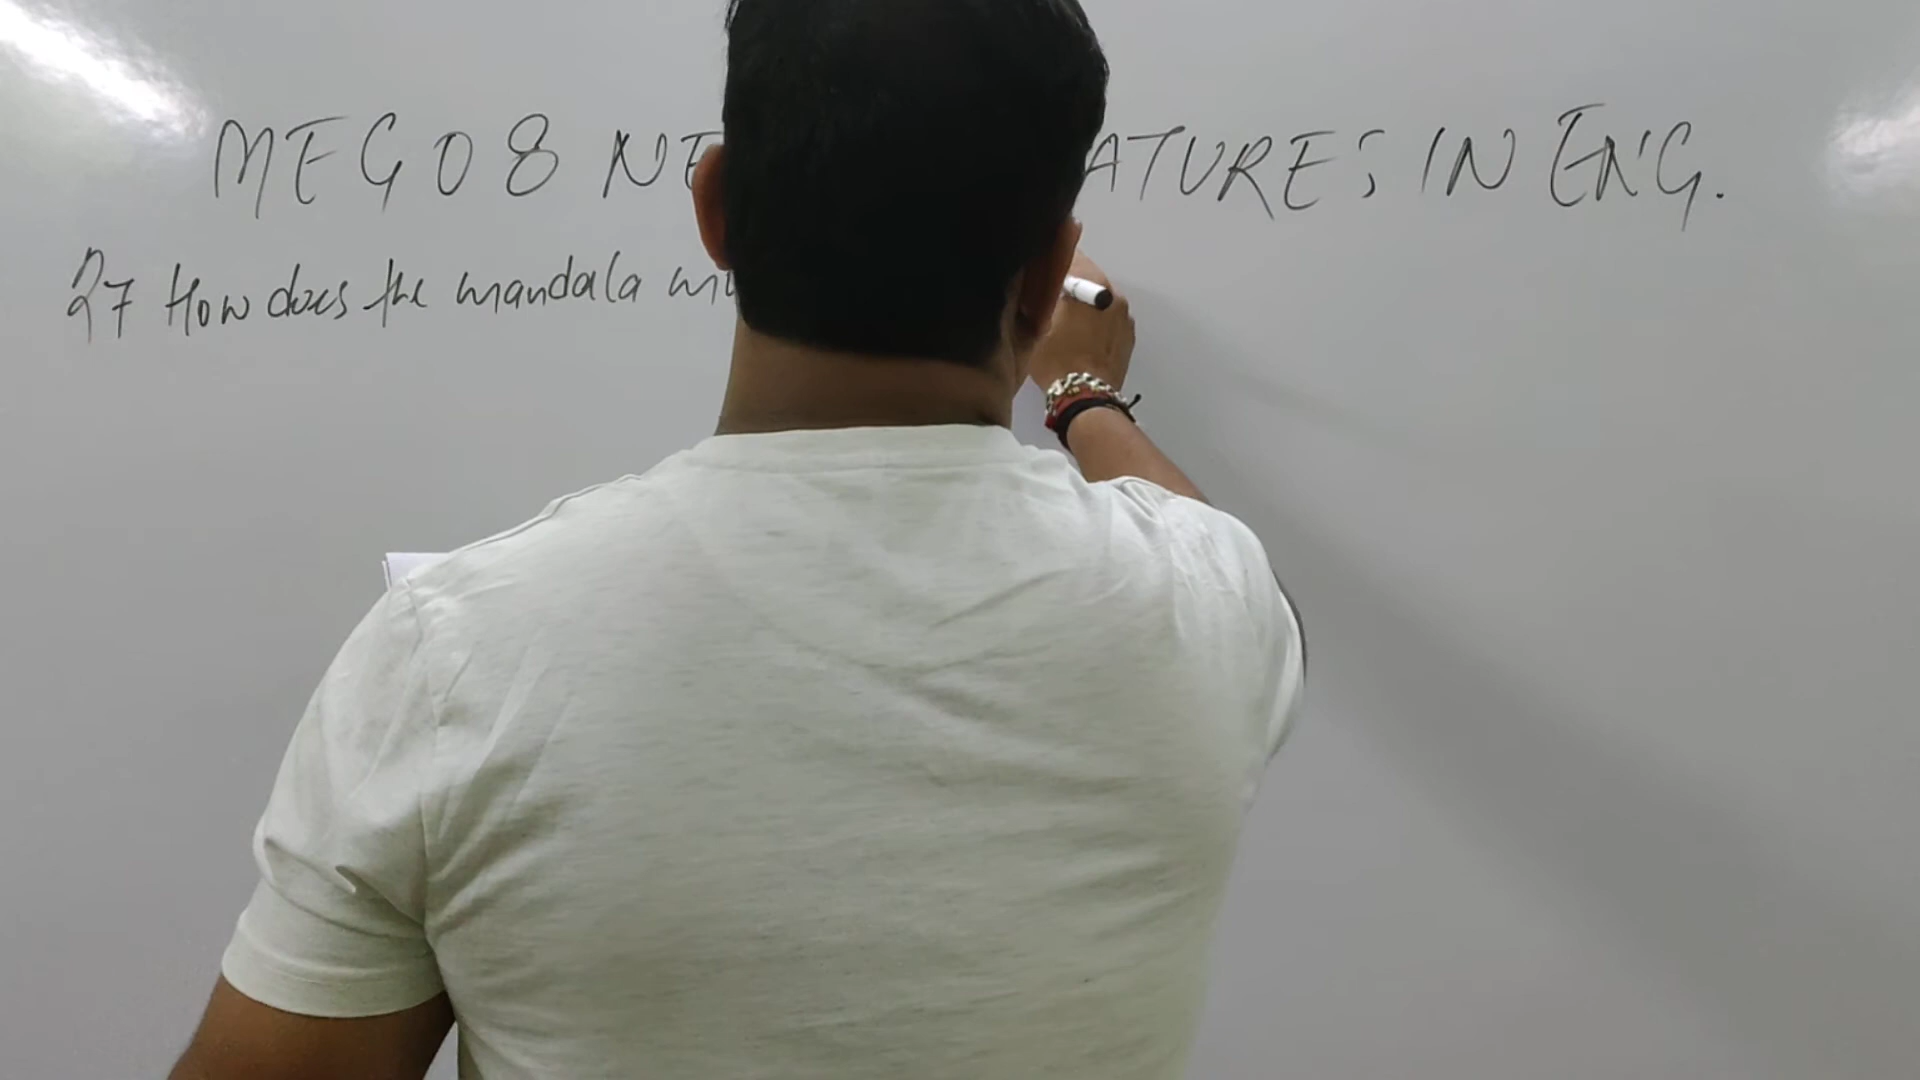 MEG 08 NE ATURES IN ENG.
27 How does the mandala